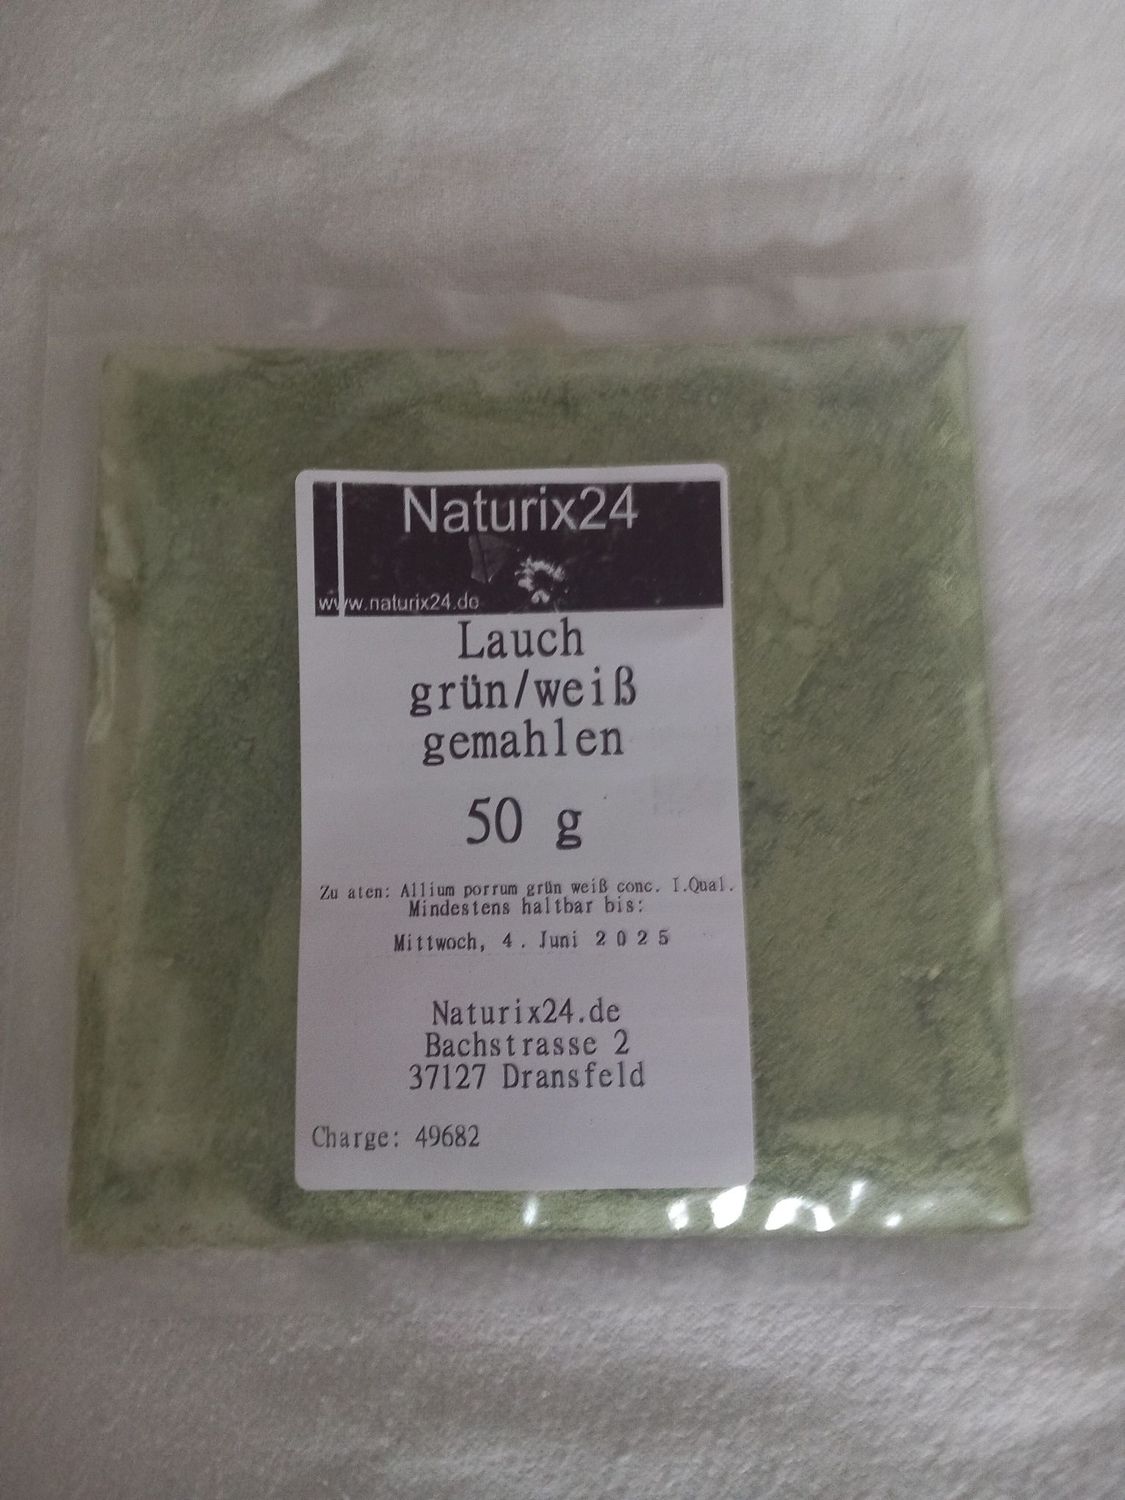 Naturix24
www.naturix24.de
Lauch
grün/weiß
gemahlen
50 g
Zu aten: Allium porrum grün weiß conc. I.Qual.
Mindestens haltbar bis:
Mittwoch, 4. Juni 2025
Naturix24.de
Bachstrasse 2
37127 Dransfeld
Charge: 49682